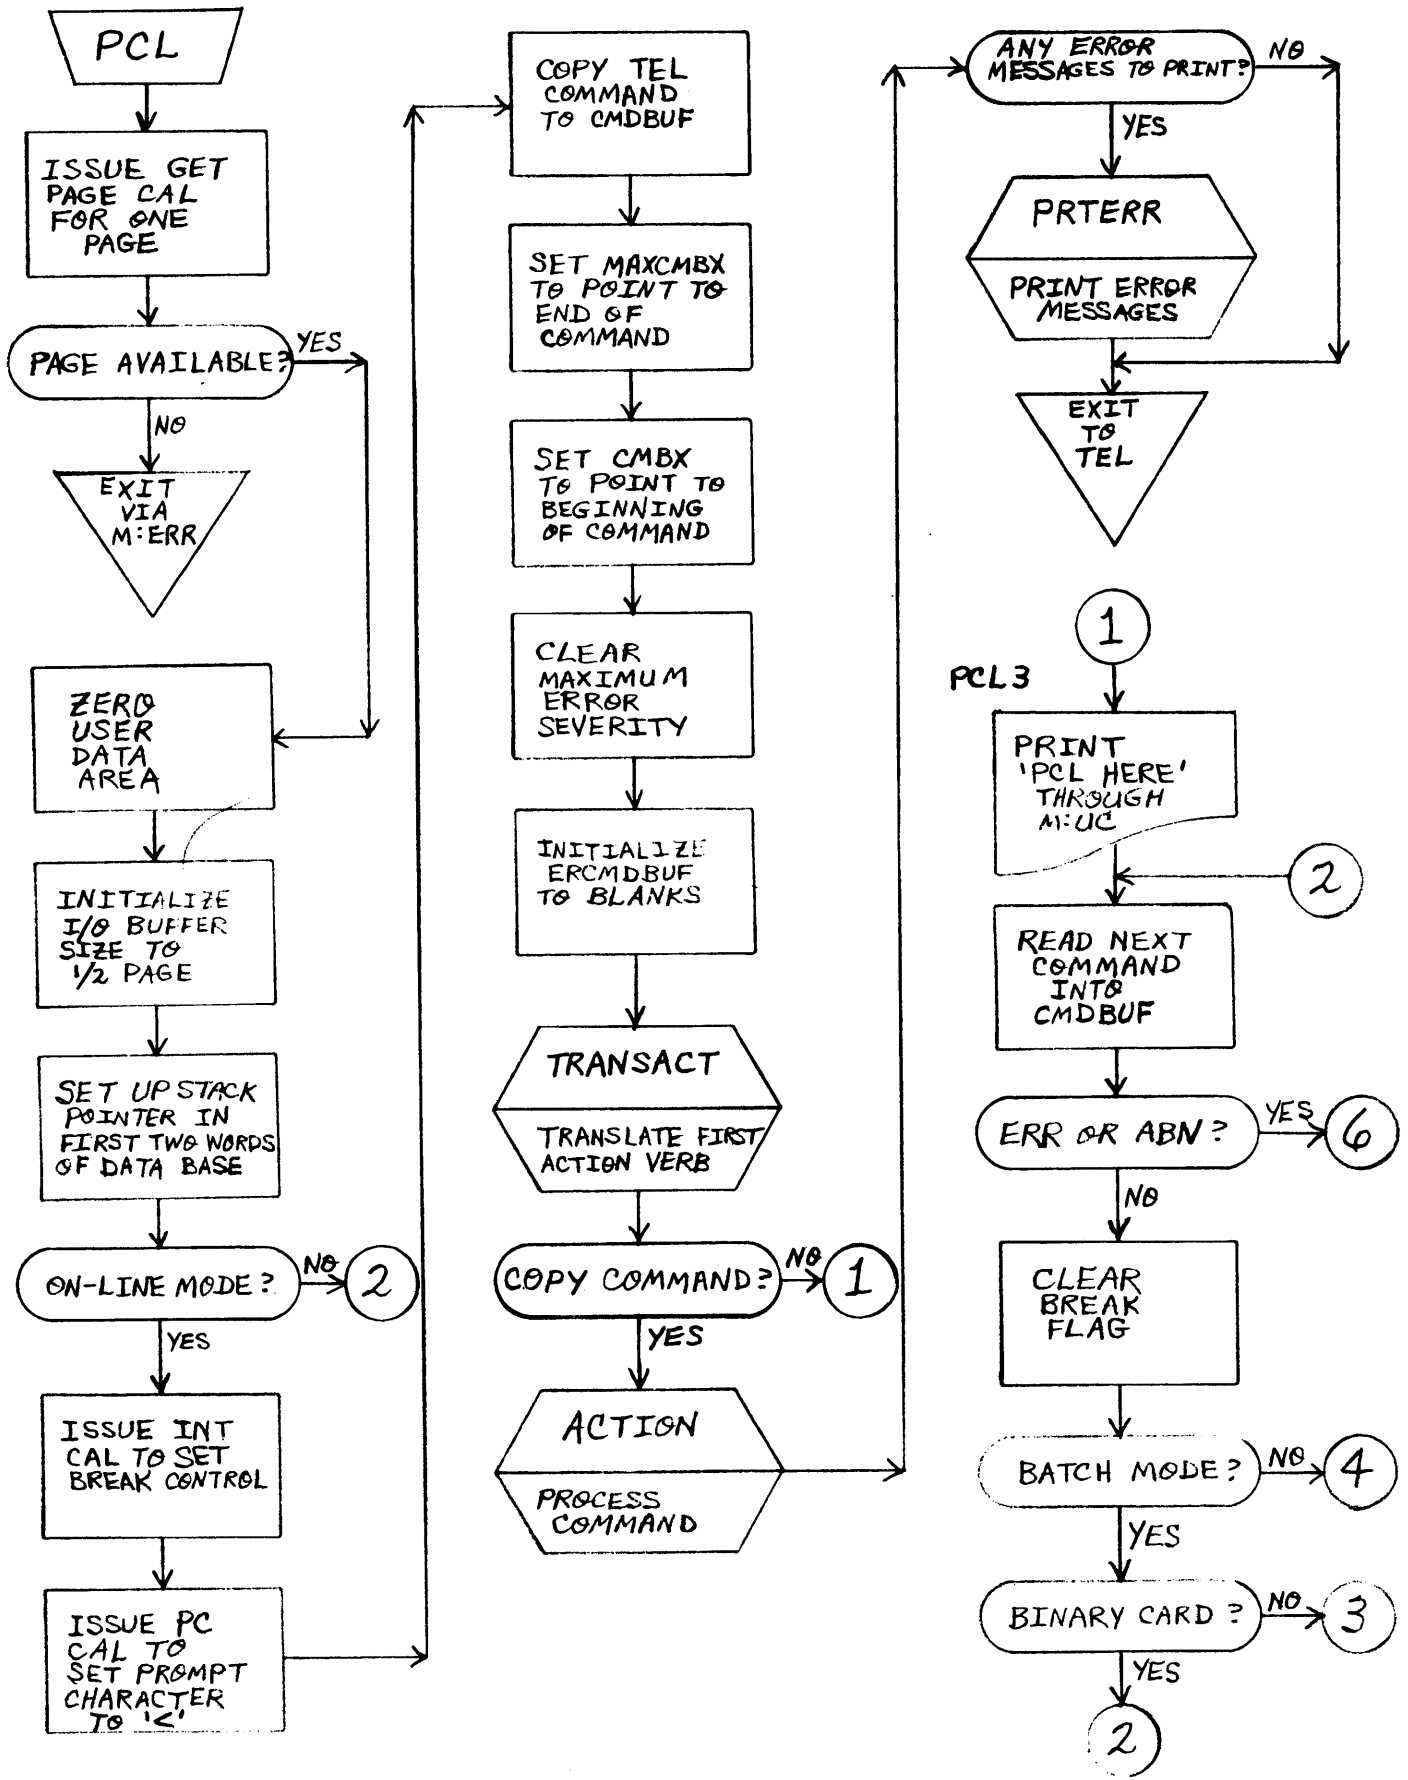 PCL
ISSUE GET
PAGE CAL
FOR ONE
PAGE
PAGE AVAILABLE?
YES
NO
EXIT
VIA
M:ERR
ZERO
USER
DATA
AREA
INITIALIZE
I/O BUFFER
SIZE TO
1/2 PAGE
SET UP STACK
POINTER IN
FIRST TWO WORDS
OF DATA BASE
ON-LINE MODE?
NO
2
YES
ISSUE INT
CAL TO SET
BREAK CONTROL
ISSUE PC
CAL TO
SET PROMPT
CHARACTER
TO '<'
COPY TEL
COMMAND
TO CMDBUF
SET MAXCMBX
TO POINT TO
END OF
COMMAND
SET CMBX
TO POINT TO
BEGINNING
OF COMMAND
CLEAR
MAXIMUM
ERROR
SEVERITY
INITIALIZE
ERCMDBUF
TO BLANKS
TRANSACT
TRANSLATE FIRST
ACTION VERB
COPY COMMAND?
NO
1
YES
ACTION
PROCESS
COMMAND
ANY ERROR
MESSAGES TO PRINT?
NO
YES
PRTERR
PRINT ERROR
MESSAGES
EXIT
TO
TEL
1
PCL3
PRINT
'PCL HERE'
THROUGH
M:UC
2
READ NEXT
COMMAND
INTO
CMDBUF
ERR OR ABN?
YES
6
NO
CLEAR
BREAK
FLAG
BATCH MODE?
NO
4
YES
BINARY CARD?
NO
3
YES
2